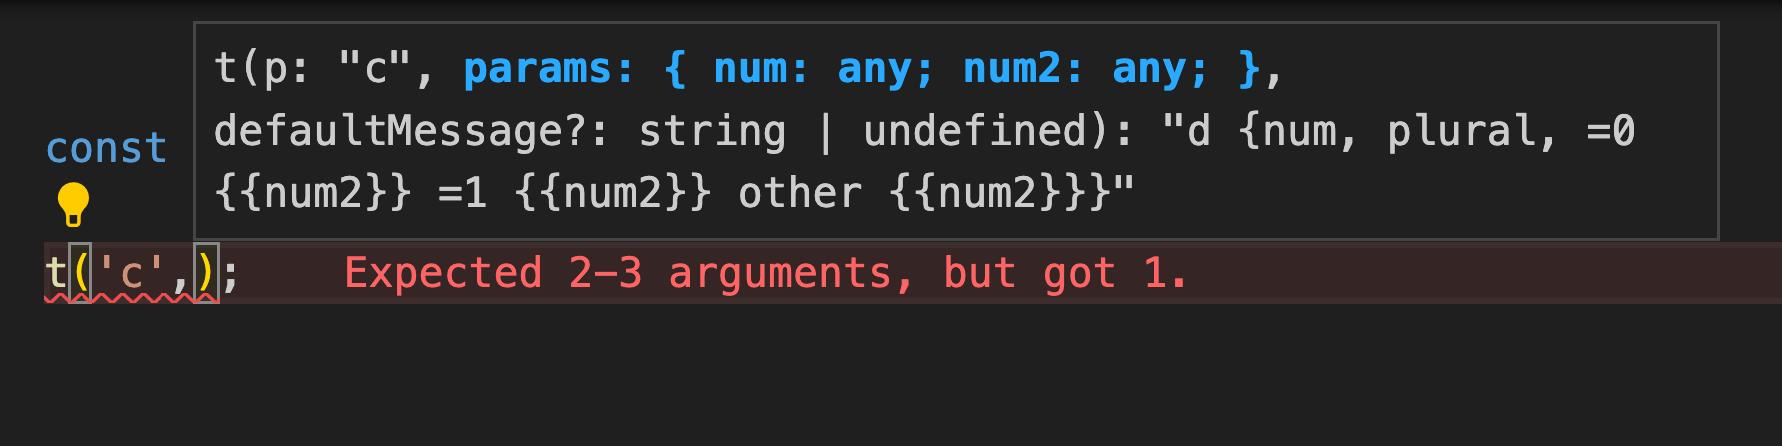 t(p: "c", params: { num: any; num2: any; },
defaultMessage?: string | undefined): "d {num, plural, =0
{{num2}} =1 {{num2}} other {{num2}}}"
const
t('c',); Expected 2-3 arguments, but got 1.